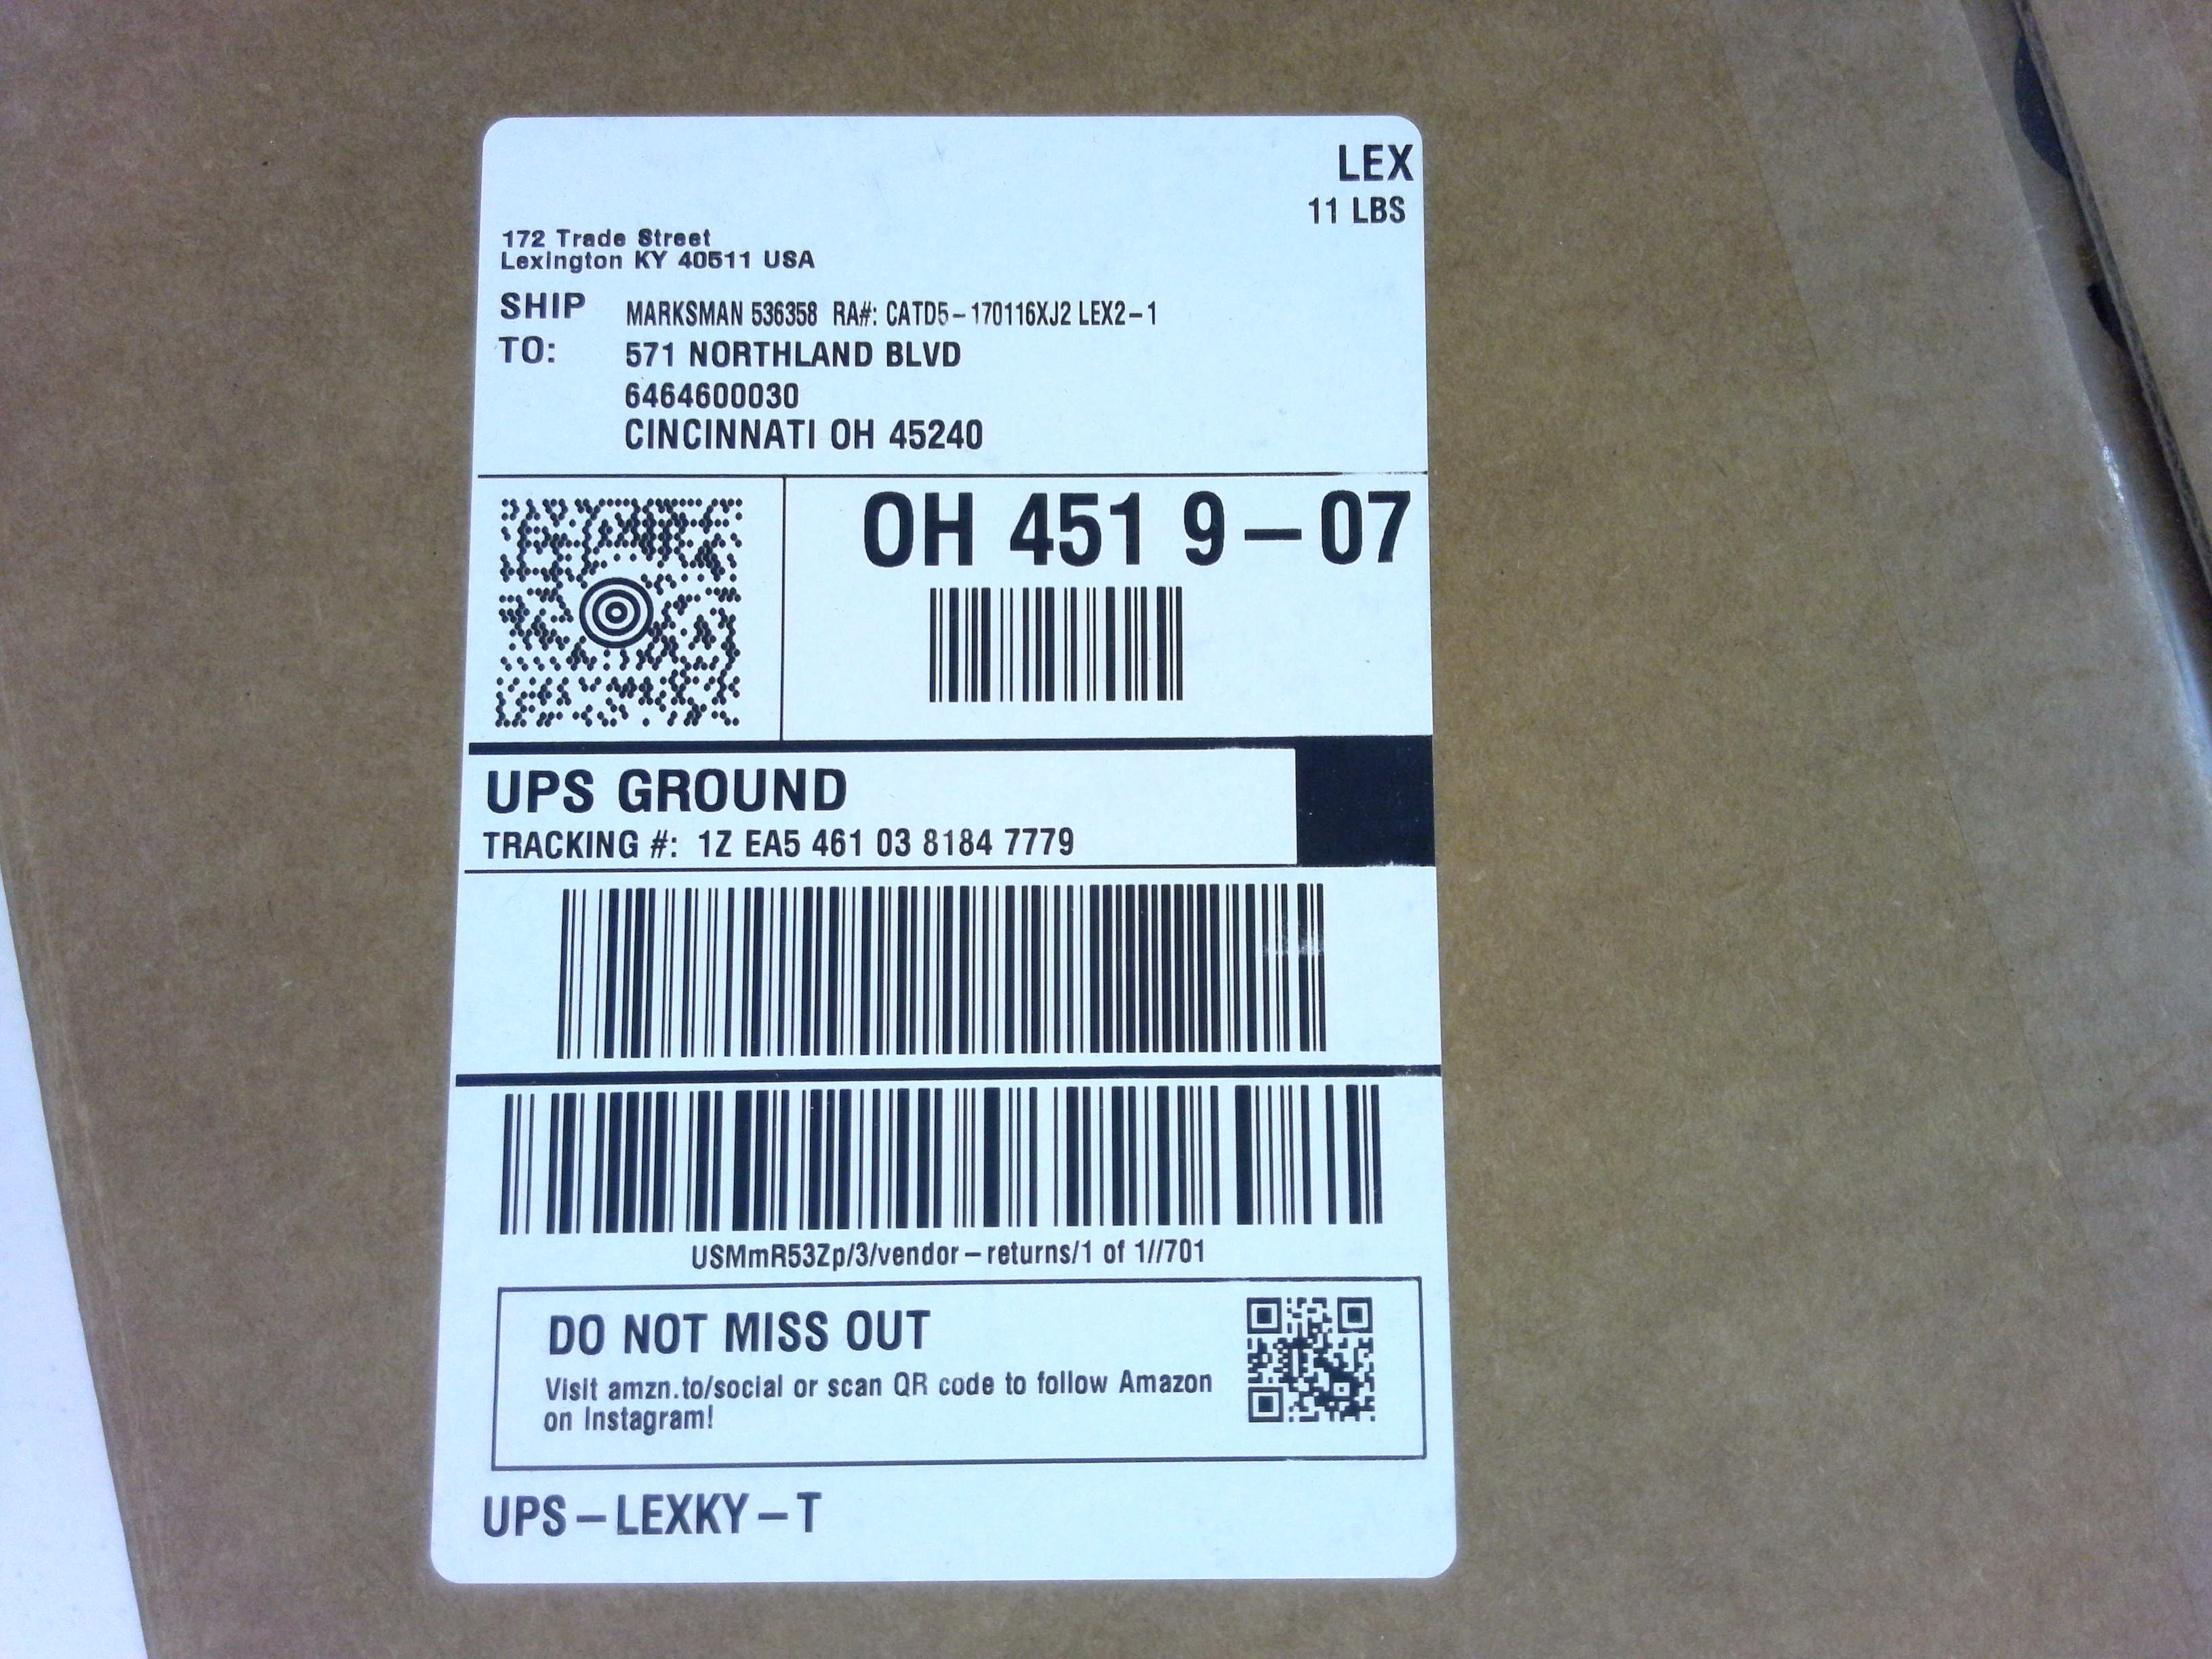 LEX
11 LBS
172 Trade Street
Lexington KY 40511 USA
SHIP TO:
MARKSMAN 536358 RA#: CATD5-170116XJ2 LEX2-1
571 NORTHLAND BLVD
6464600030
CINCINNATI OH 45240
OH 451 9-07
UPS GROUND
TRACKING #: 1Z EA5 461 03 8184 7779
USMmR53Zp/3/vendor-returns/1 of 1//701
DO NOT MISS OUT
Visit amzn.to/social or scan QR code to follow Amazon
on Instagram!
UPS-LEXKY-T